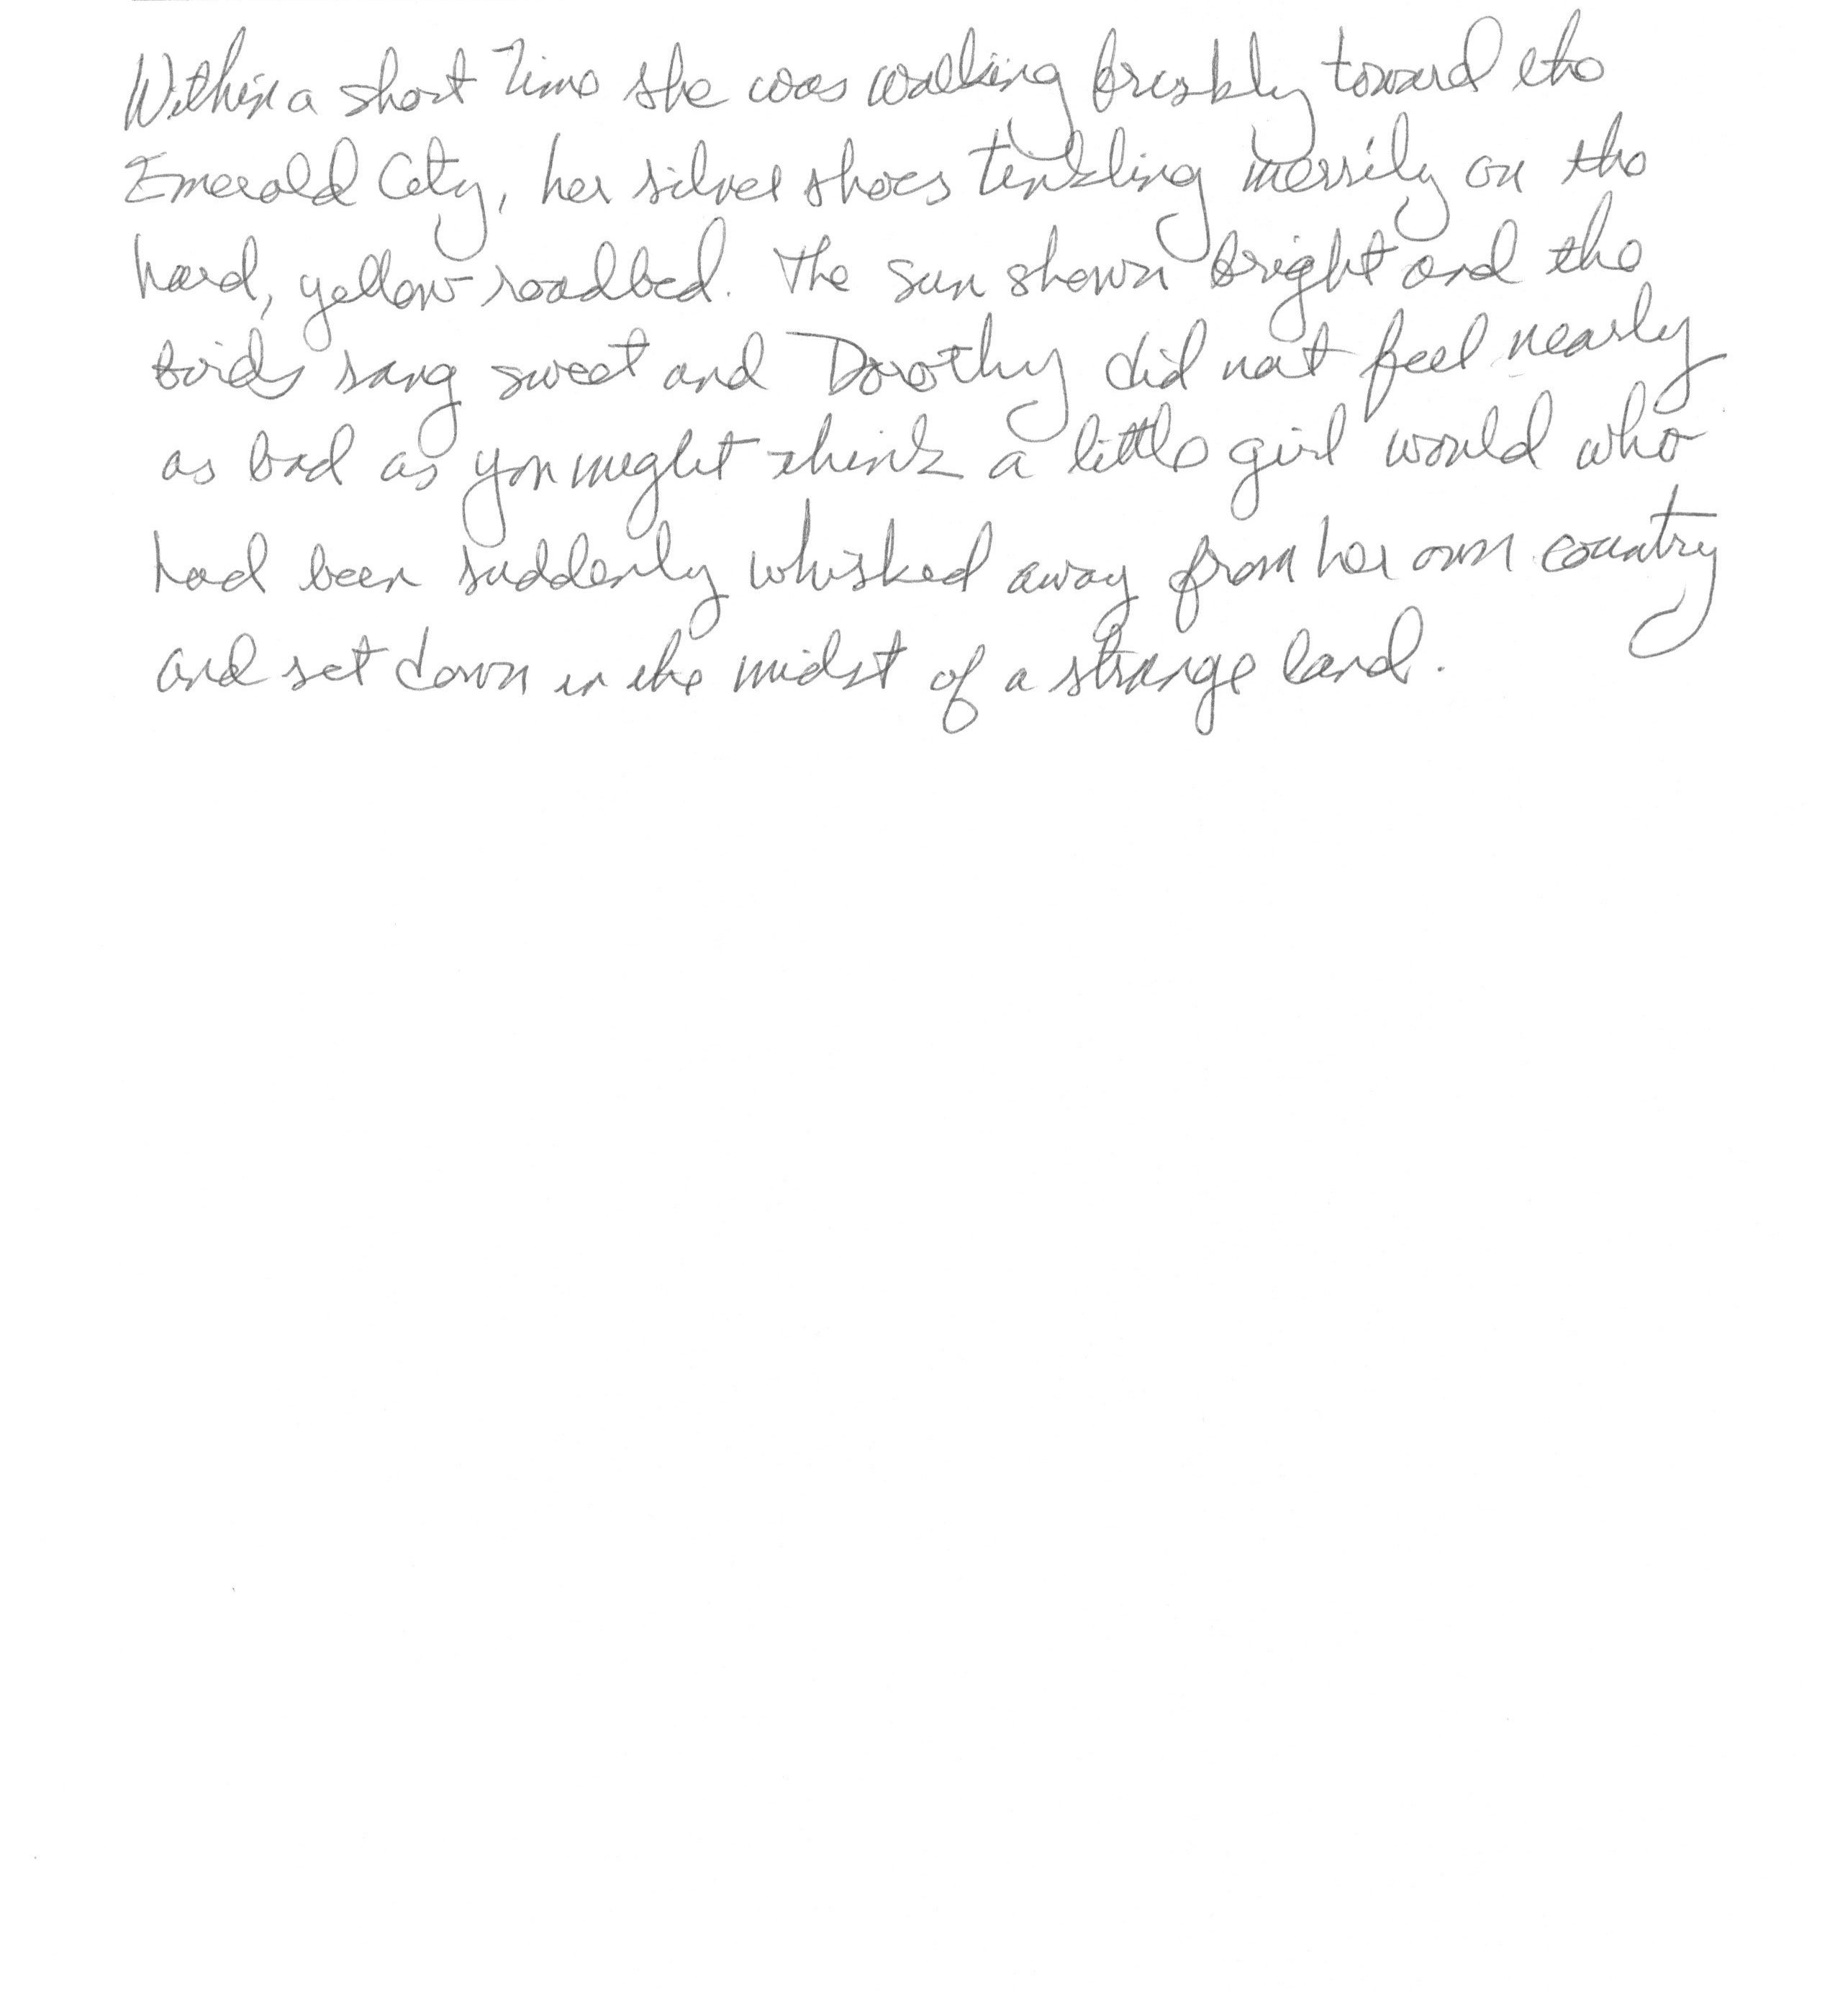 Within a short time she was walking briskly toward the
Emerald City, her silver shoes tinkling merrily on the
hard, yellow roadbed. The sun shown bright and the
birds sang sweet and Dorothy did not feel nearly
as bad as you might think a little girl would who
had been suddenly whisked away from her own country
and set down in the midst of a strange land.